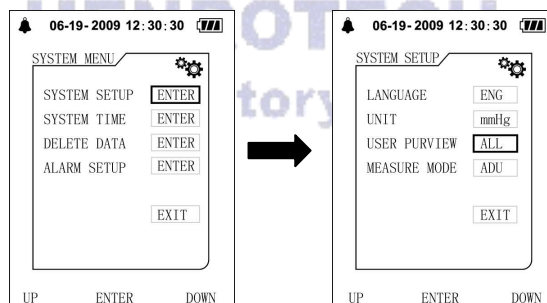 06-19-2009 12:30:30
SYSTEM MENU
SYSTEM SETUP ENTER
SYSTEM TIME ENTER
DELETE DATA ENTER
ALARM SETUP ENTER
EXIT
UP ENTER DOWN
06-19-2009 12:30:30
SYSTEM SETUP
LANGUAGE ENG
UNIT mmHg
USER PURVIEW ALL
MEASURE MODE ADU
EXIT
UP ENTER DOWN